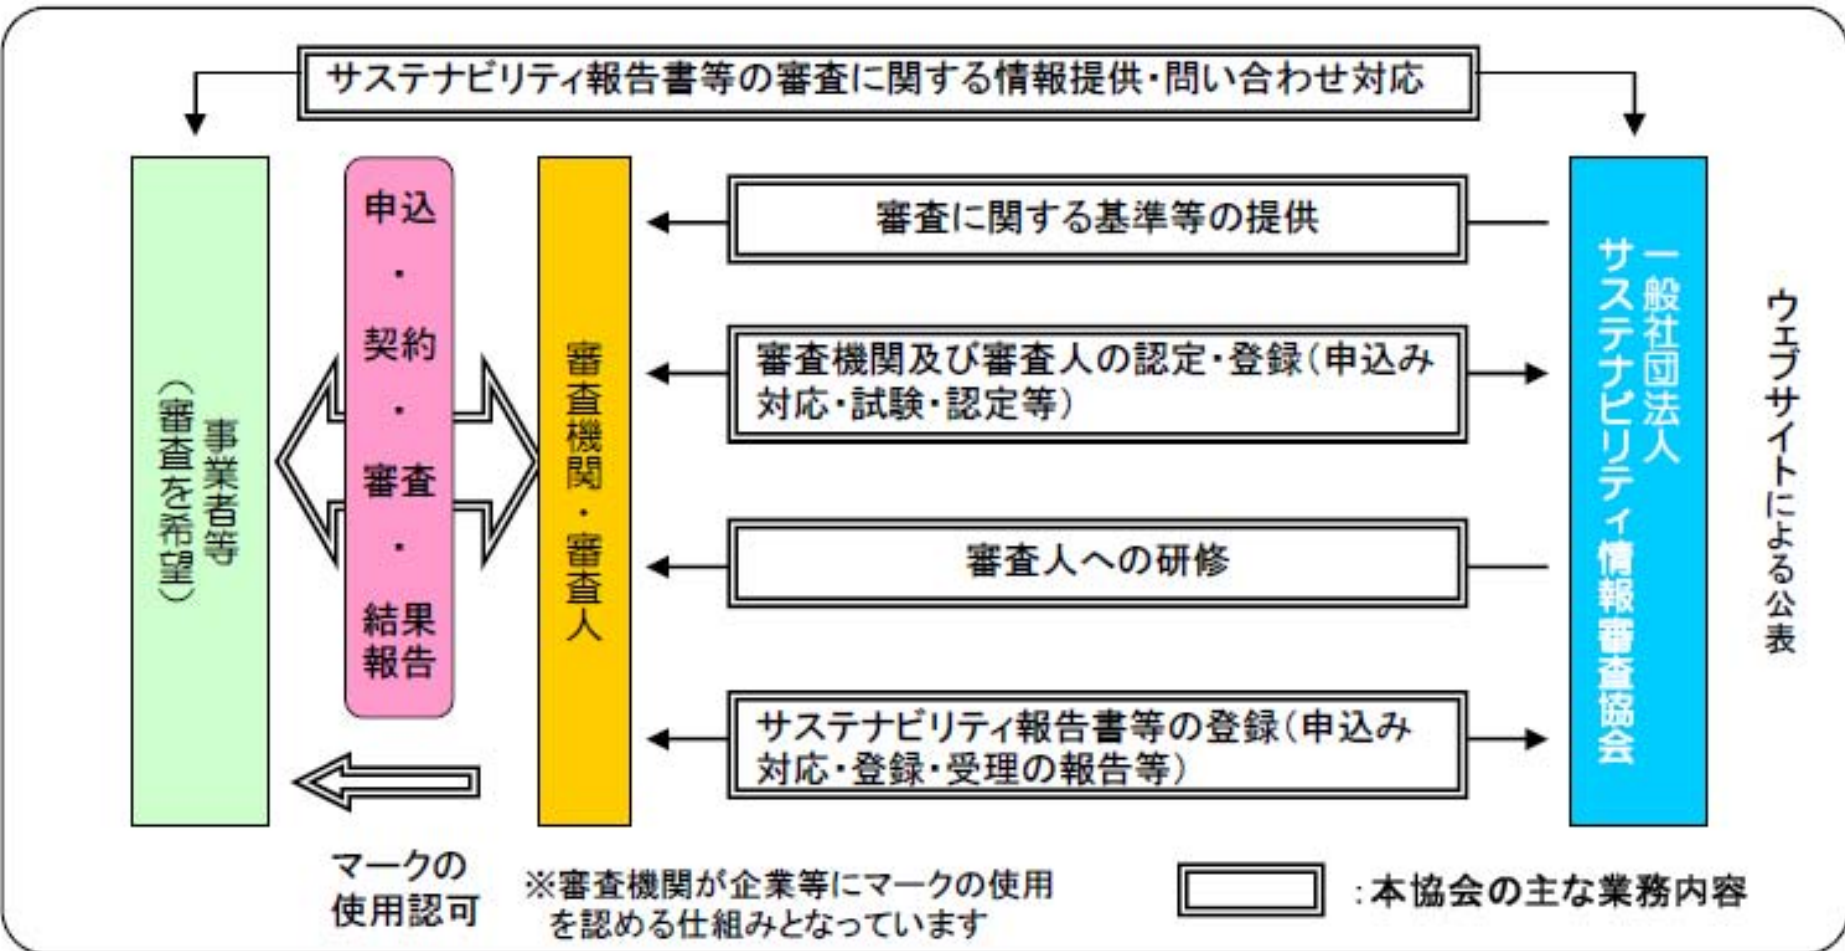 サステナビリティ報告書等の審査に関する情報提供・問い合わせ対応
事業者等
（審査を希望）
申込
・
契約
・
審査
・
結果
報告
審査機関・審査人
審査に関する基準等の提供
審査機関及び審査人の認定・登録（申込み
対応・試験・認定等）
審査人への研修
サステナビリティ報告書等の登録（申込み
対応・登録・受理の報告等）
一般社団法人
サステナビリティ情報審査協会
ウェブサイトによる公表
マークの
使用認可
※審査機関が企業等にマークの使用
を認める仕組みとなっています
：本協会の主な業務内容